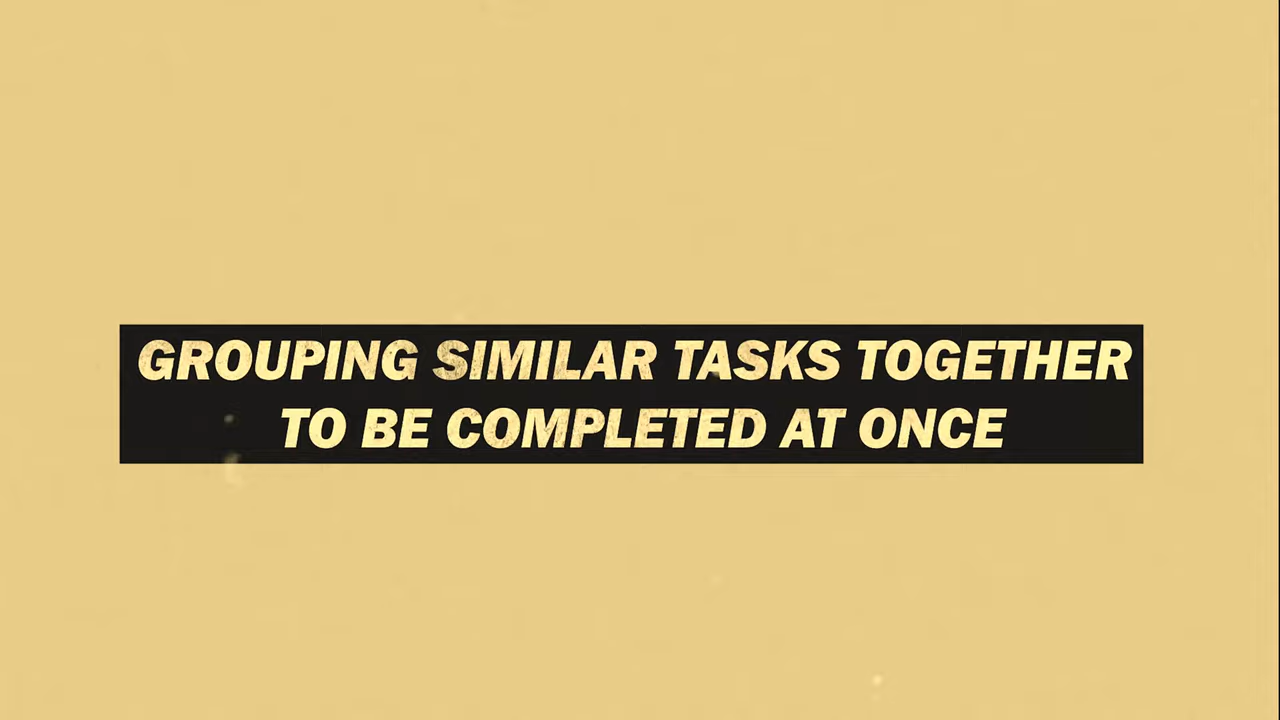 GROUPING SIMILAR TASKS TOGETHER
TO BE COMPLETED AT ONCE